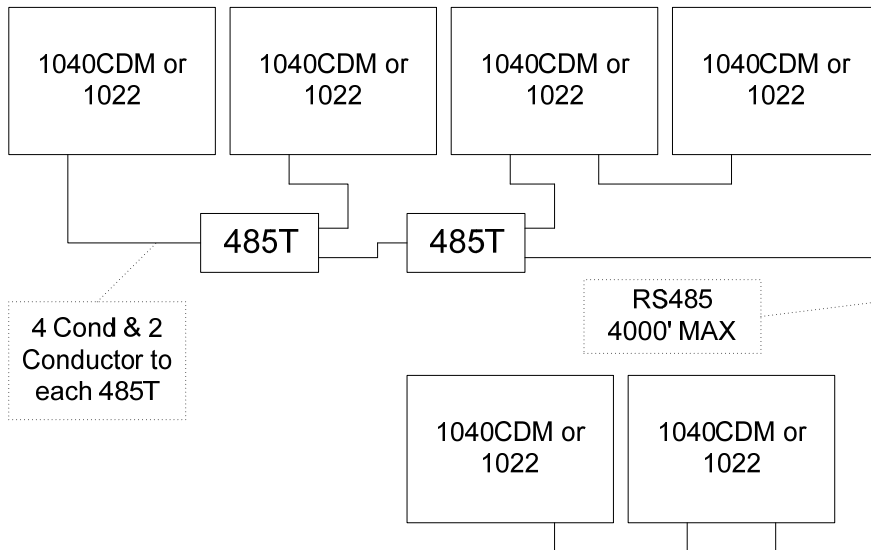 1040CDM or
1022
1040CDM or
1022
1040CDM or
1022
1040CDM or
1022
485T
485T
4 Cond & 2
Conductor to
each 485T
RS485
4000' MAX
1040CDM or
1022
1040CDM or
1022